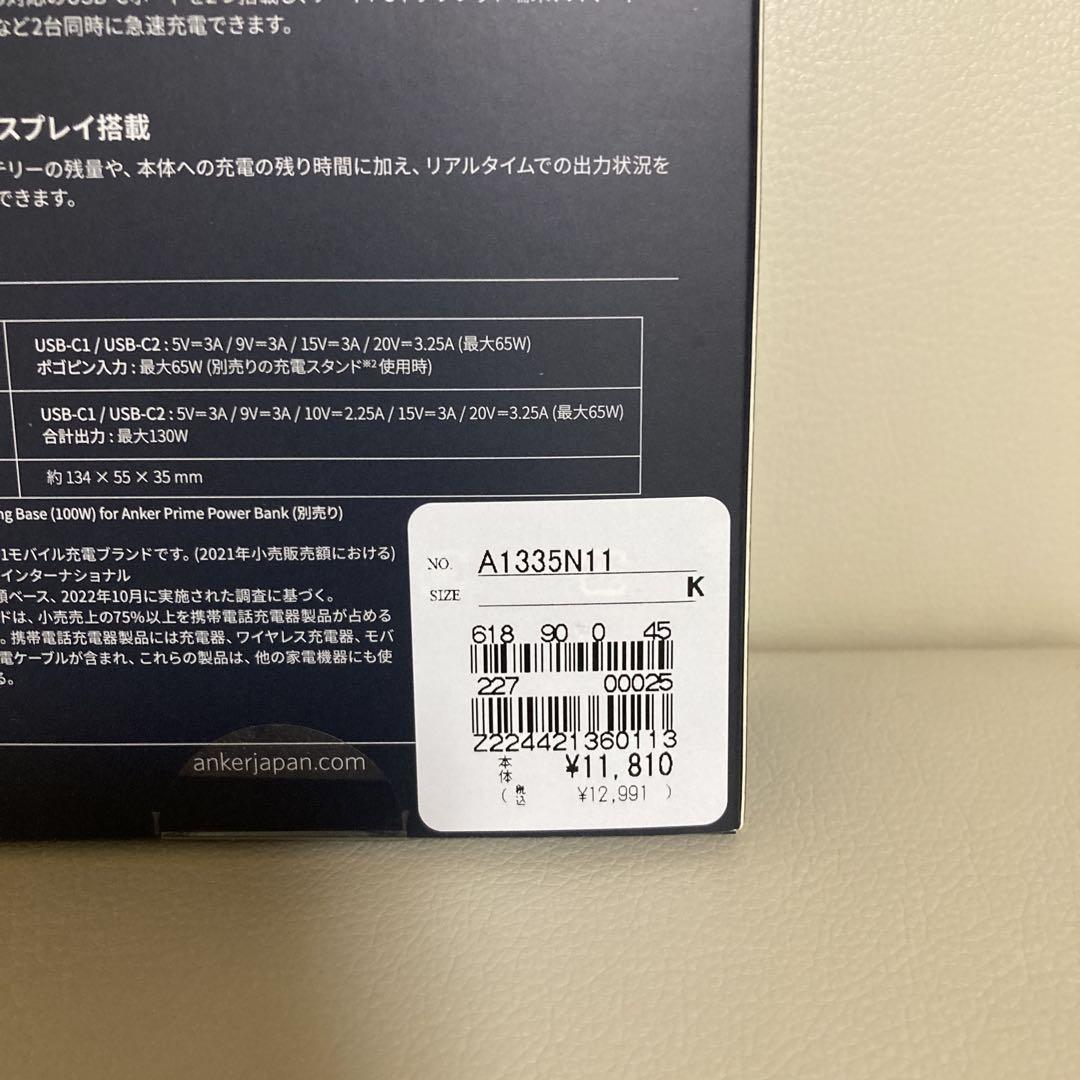 など2台同時に急速充電できます。
スプレイ搭載
テリーの残量や、本体への充電の残り時間に加え、リアルタイムでの出力状況を
できます。
USB-C1 / USB-C2 : 5V⎓3A / 9V⎓3A / 15V⎓3A / 20V⎓3.25A (最大65W)
ポゴピン入力 : 最大65W (別売りの充電スタンド※2 使用時)
USB-C1 / USB-C2 : 5V⎓3A / 9V⎓3A / 10V⎓2.25A / 15V⎓3A / 20V⎓3.25A (最大65W)
合計出力 : 最大130W
約 134 × 55 × 35 mm
ng Base (100W) for Anker Prime Power Bank (別売り)
1モバイル充電ブランドです。(2021年小売販売額における)
インターナショナル
額ベース、2022年10月に実施された調査に基づく。
ドは、小売売上の75%以上を携帯電話充電器製品が占める
。携帯電話充電器製品には充電器、ワイヤレス充電器、モバ
電ケーブルが含まれ、これらの製品は、他の家電機器にも使
る。
ankerjapan.com
NO. A1335N11
SIZE K
618 90 0 45
227 00025
Z224421360113
本体 ¥11,810
(税込 ¥12,991 )